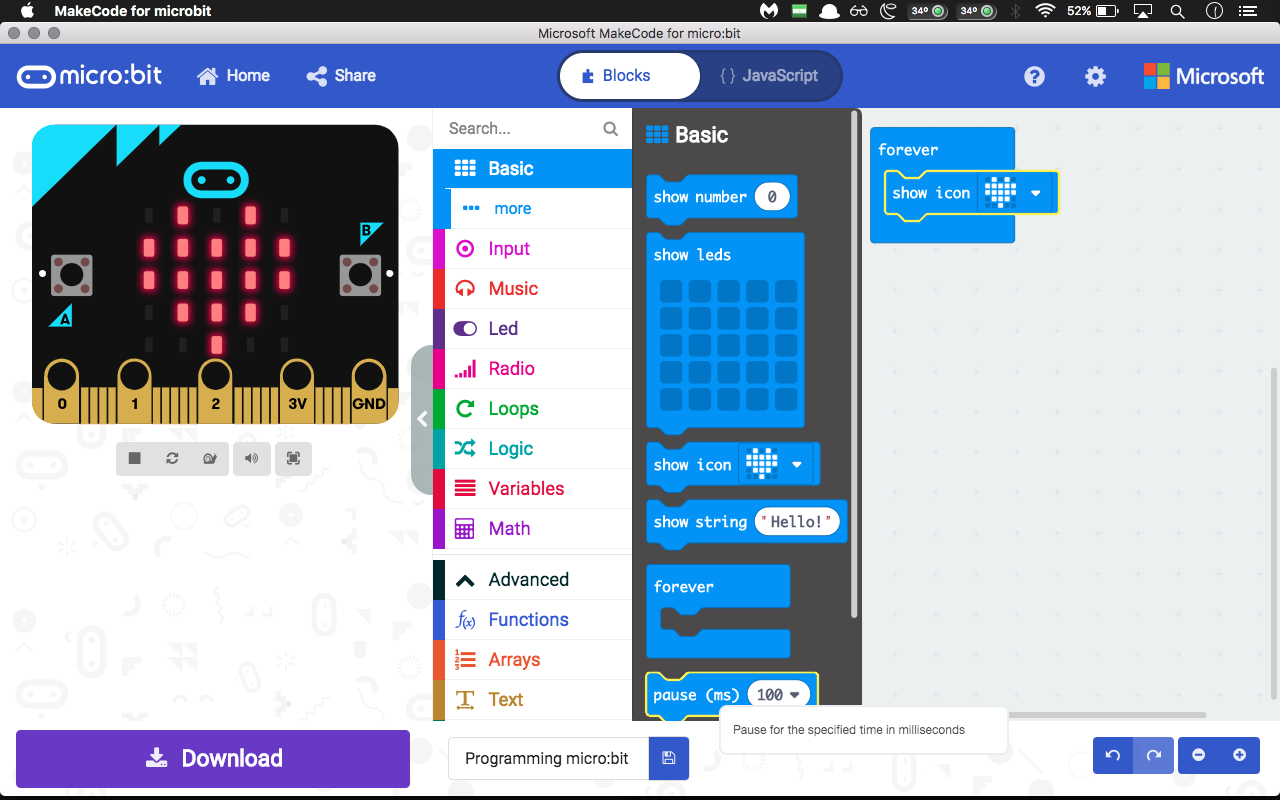 MakeCode for microbit
34°
34°
52%
Microsoft MakeCode for micro:bit
micro:bit
Home
Share
Blocks
{ } JavaScript
?
Microsoft
B
A
0
1
2
3V
GND
Search...
Basic
more
Input
Music
Led
Radio
Loops
Logic
Variables
Math
Advanced
f(x) Functions
Arrays
Text
Basic
show number 0
show leds
show icon
show string "Hello!"
forever
pause (ms) 100
Pause for the specified time in milliseconds
forever
show icon
Download
Programming micro:bit